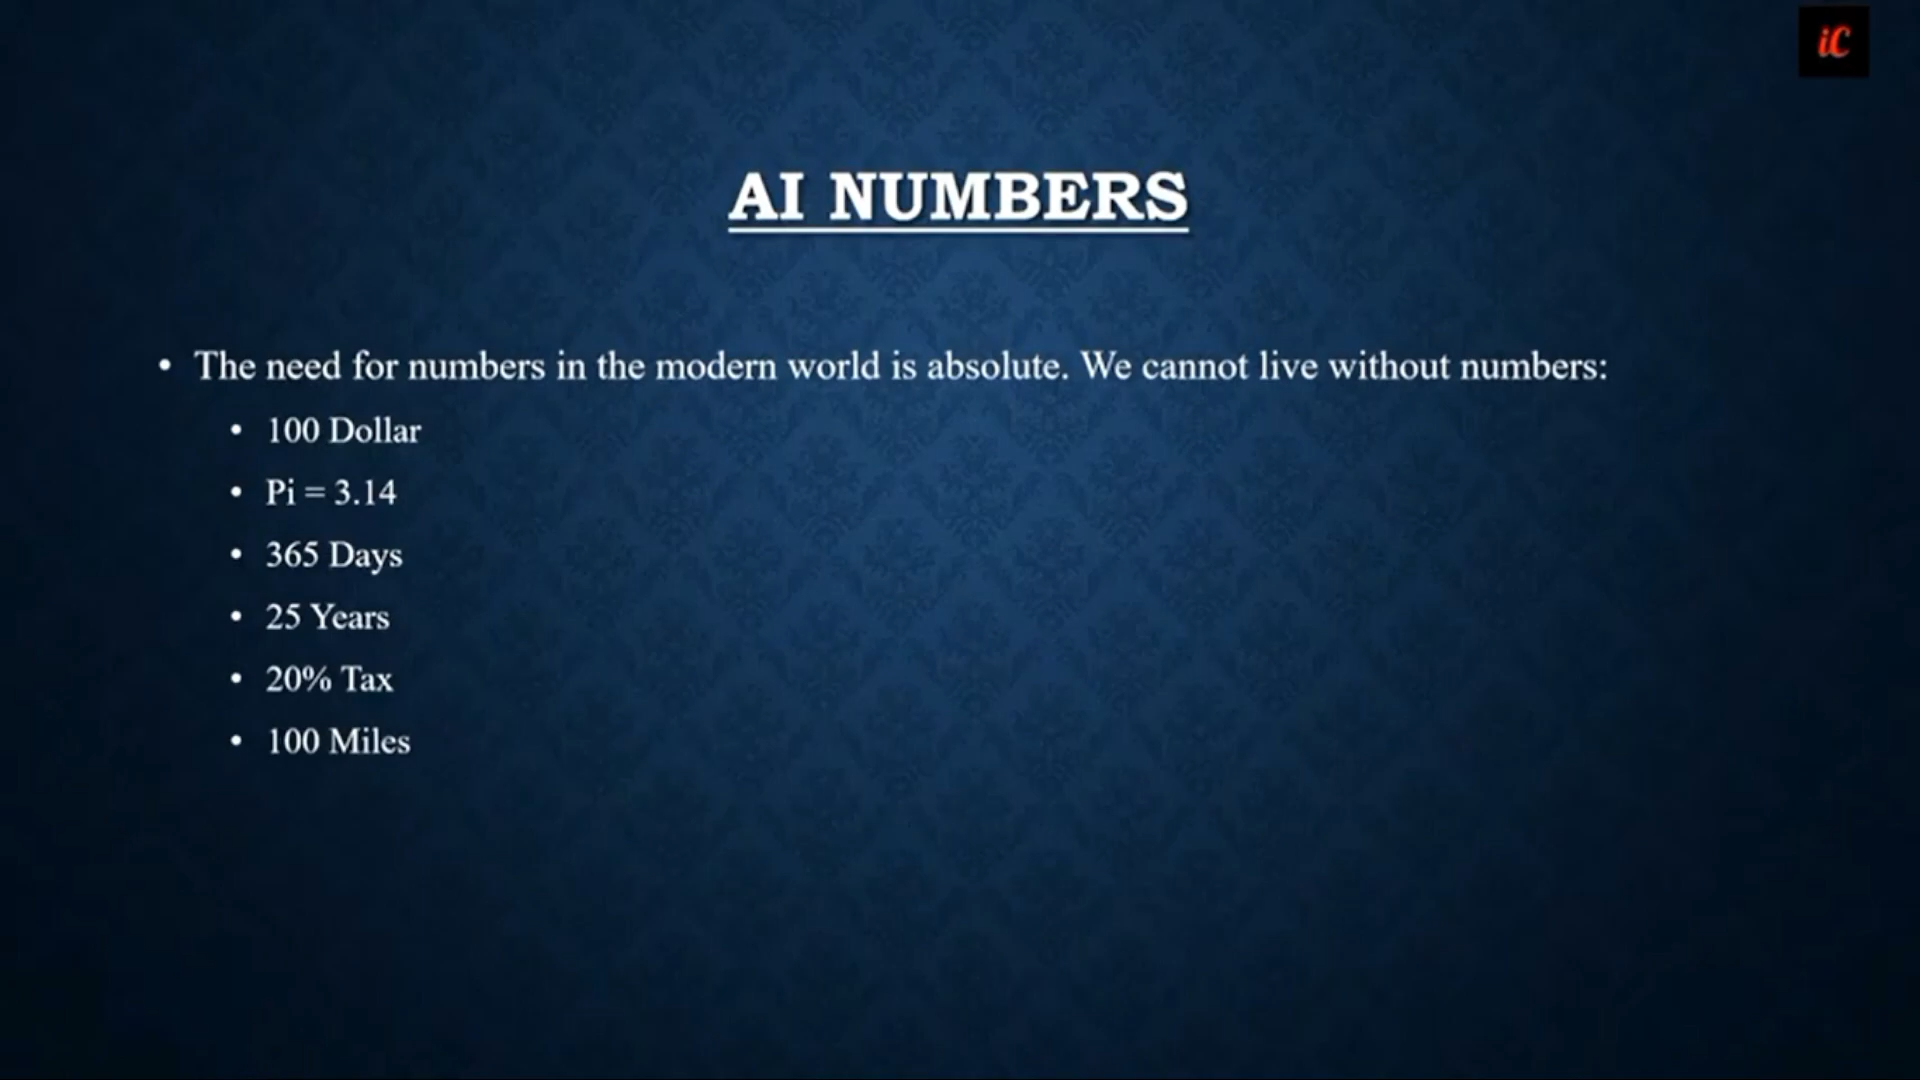 iC
AI NUMBERS
• The need for numbers in the modern world is absolute. We cannot live without numbers:
• 100 Dollar
• Pi = 3.14
• 365 Days
• 25 Years
• 20% Tax
• 100 Miles